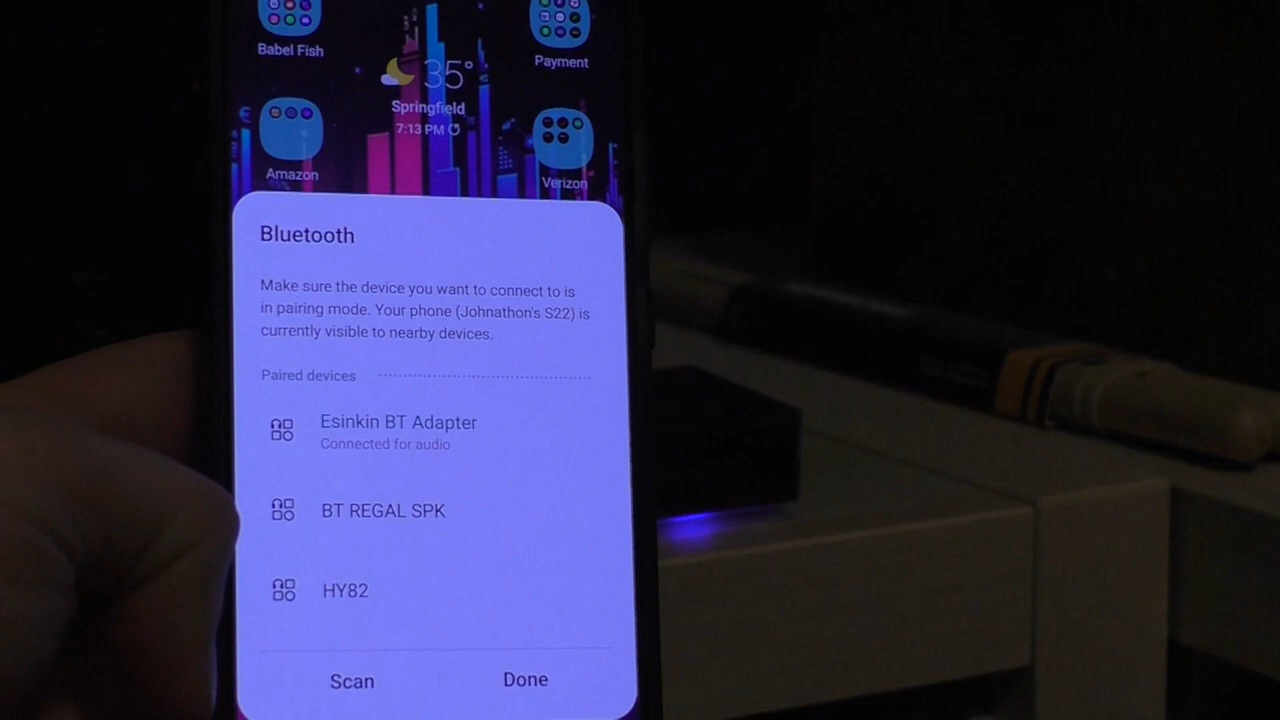 Babel Fish
Payment
35°
Springfield
7:13 PM
Amazon
Verizon
Bluetooth
Make sure the device you want to connect to is
in pairing mode. Your phone (Johnathon's S22) is
currently visible to nearby devices.
Paired devices
Esinkin BT Adapter
Connected for audio
BT REGAL SPK
HY82
Scan
Done